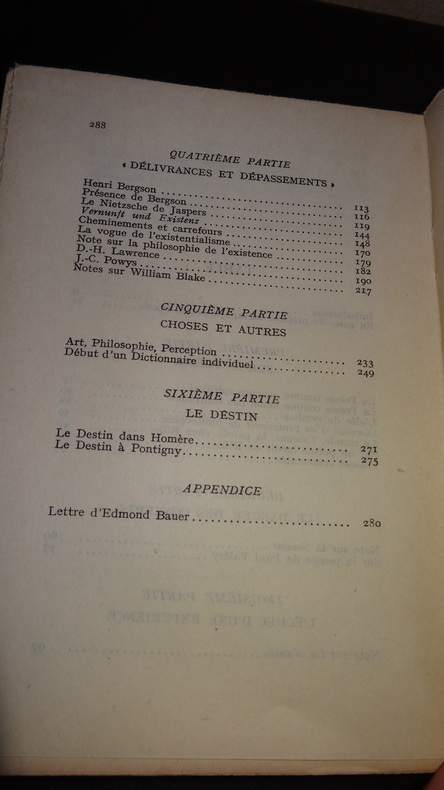 288
QUATRIÈME PARTIE
« DÉLIVRANCES ET DÉPASSEMENTS »
Henri Bergson ........................ 113
Présence de Bergson ........................ 116
Le Nietzsche de Jaspers ........................ 119
Vernunft und Existenz ........................ 144
Cheminements et carrefours ........................ 148
La vogue de l'existentialisme ........................ 170
Note sur la philosophie de l'existence ........................ 179
D.-H. Lawrence ........................ 182
J.-C. Powys ........................ 190
Notes sur William Blake ........................ 217
CINQUIÈME PARTIE
CHOSES ET AUTRES
Art, Philosophie, Perception ........................ 233
Début d'un Dictionnaire individuel ........................ 249
SIXIÈME PARTIE
LE DESTIN
Le Destin dans Homère ........................ 271
Le Destin à Pontigny ........................ 275
APPENDICE
Lettre d'Edmond Bauer ........................ 280